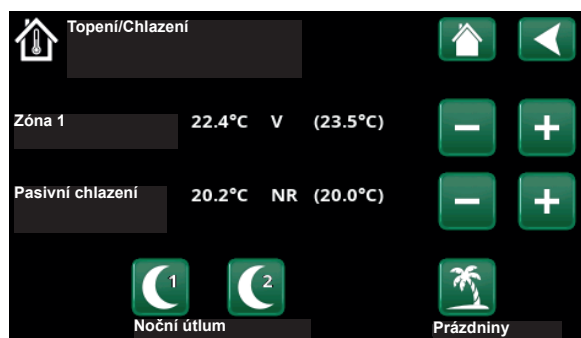 Topení/Chlazení
Zóna 1 22.4°C V (23.5°C)
Pasivní chlazení 20.2°C NR (20.0°C)
1 2
Noční útlum Prázdniny